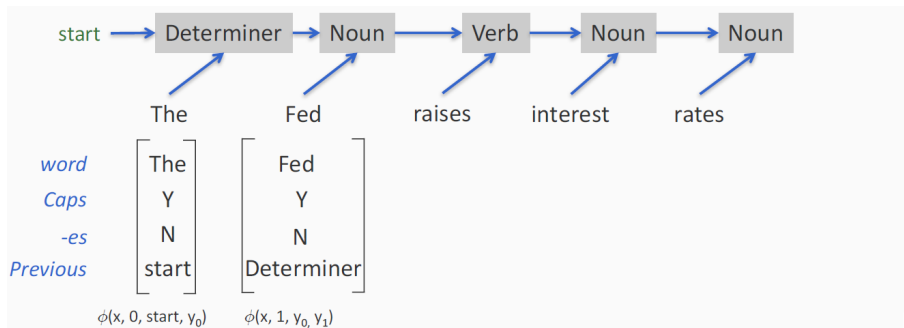 start Determiner Noun Verb Noun Noun
The Fed raises interest rates
word The Fed
Caps Y Y
-es N N
Previous start Determiner
ϕ(x, 0, start, y₀) ϕ(x, 1, y₀, y₁)